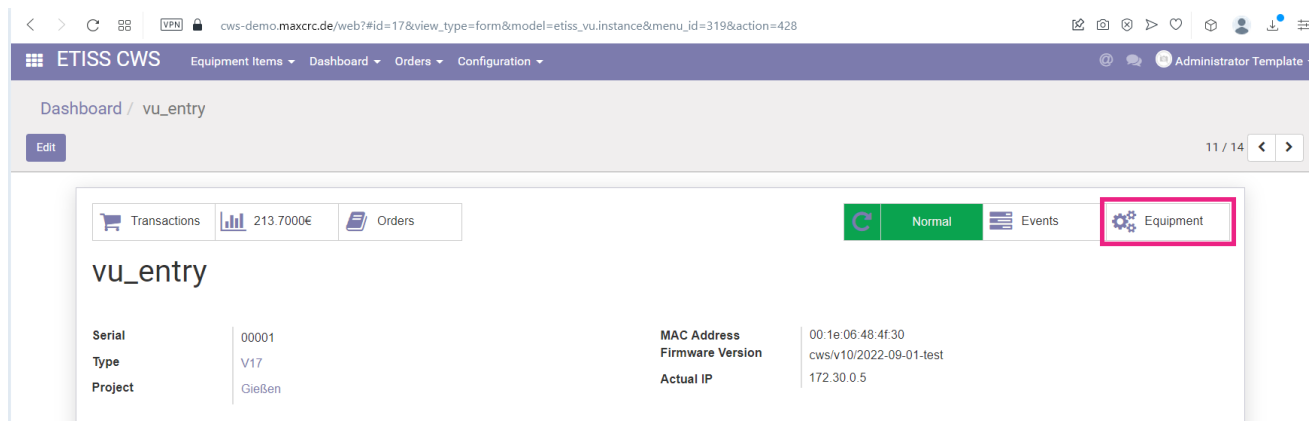 VPN cws-demo.maxcrc.de/web?#id=17&view_type=form&model=etiss_vu.instance&menu_id=319&action=428
ETISS CWS Equipment Items Dashboard Orders Configuration @ Administrator Template
Dashboard / vu_entry
Edit 11 / 14
Transactions 213.7000€ Orders Normal Events Equipment
vu_entry
Serial 00001 MAC Address 00:1e:06:48:4f:30
Type V17 Firmware Version cws/v10/2022-09-01-test
Project Gießen Actual IP 172.30.0.5